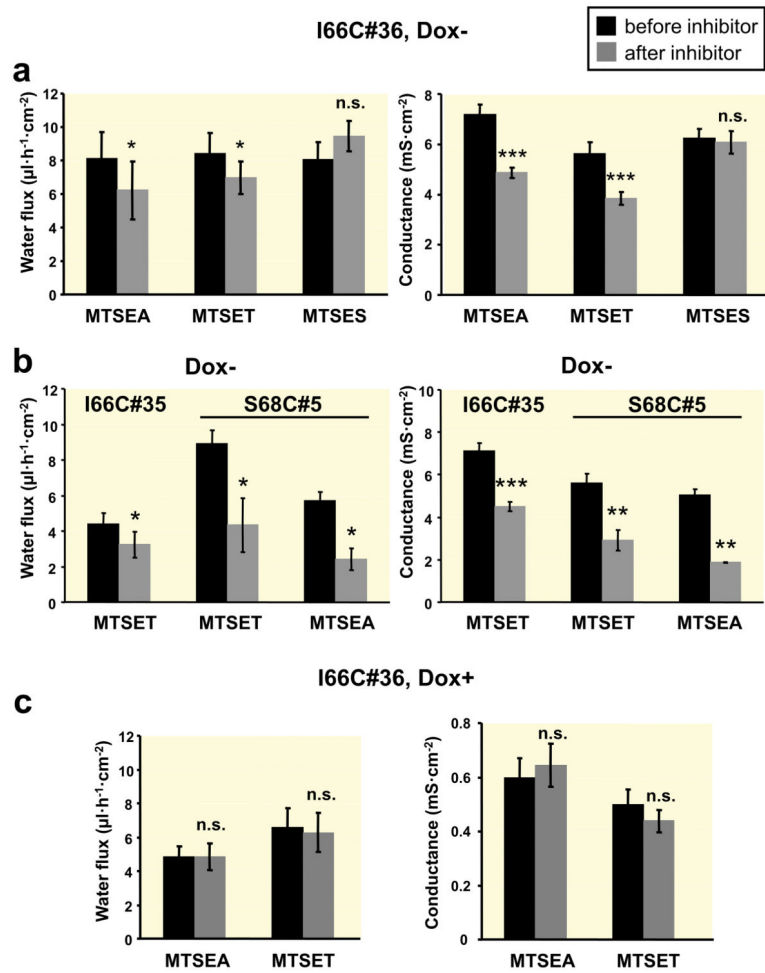 I66C#36, Dox-
before inhibitor
after inhibitor
a
Water flux (µl·h⁻¹·cm⁻²)
12
10
8
6
4
2
0
*
*
n.s.
MTSEA MTSET MTSES
Conductance (mS·cm⁻²)
8
6
4
2
0
***
***
n.s.
MTSEA MTSET MTSES
b
Dox-
Water flux (µl·h⁻¹·cm⁻²)
12
10
8
6
4
2
0
I66C#35 S68C#5
*
*
*
MTSET MTSET MTSEA
Dox-
Conductance (mS·cm⁻²)
10
8
6
4
2
0
I66C#35 S68C#5
***
**
**
MTSET MTSET MTSEA
I66C#36, Dox+
c
Water flux (µl·h⁻¹·cm⁻²)
12
10
8
6
4
2
0
n.s.
n.s.
MTSEA MTSET
Conductance (mS·cm⁻²)
0.8
0.6
0.4
0.2
0
n.s.
n.s.
MTSEA MTSET